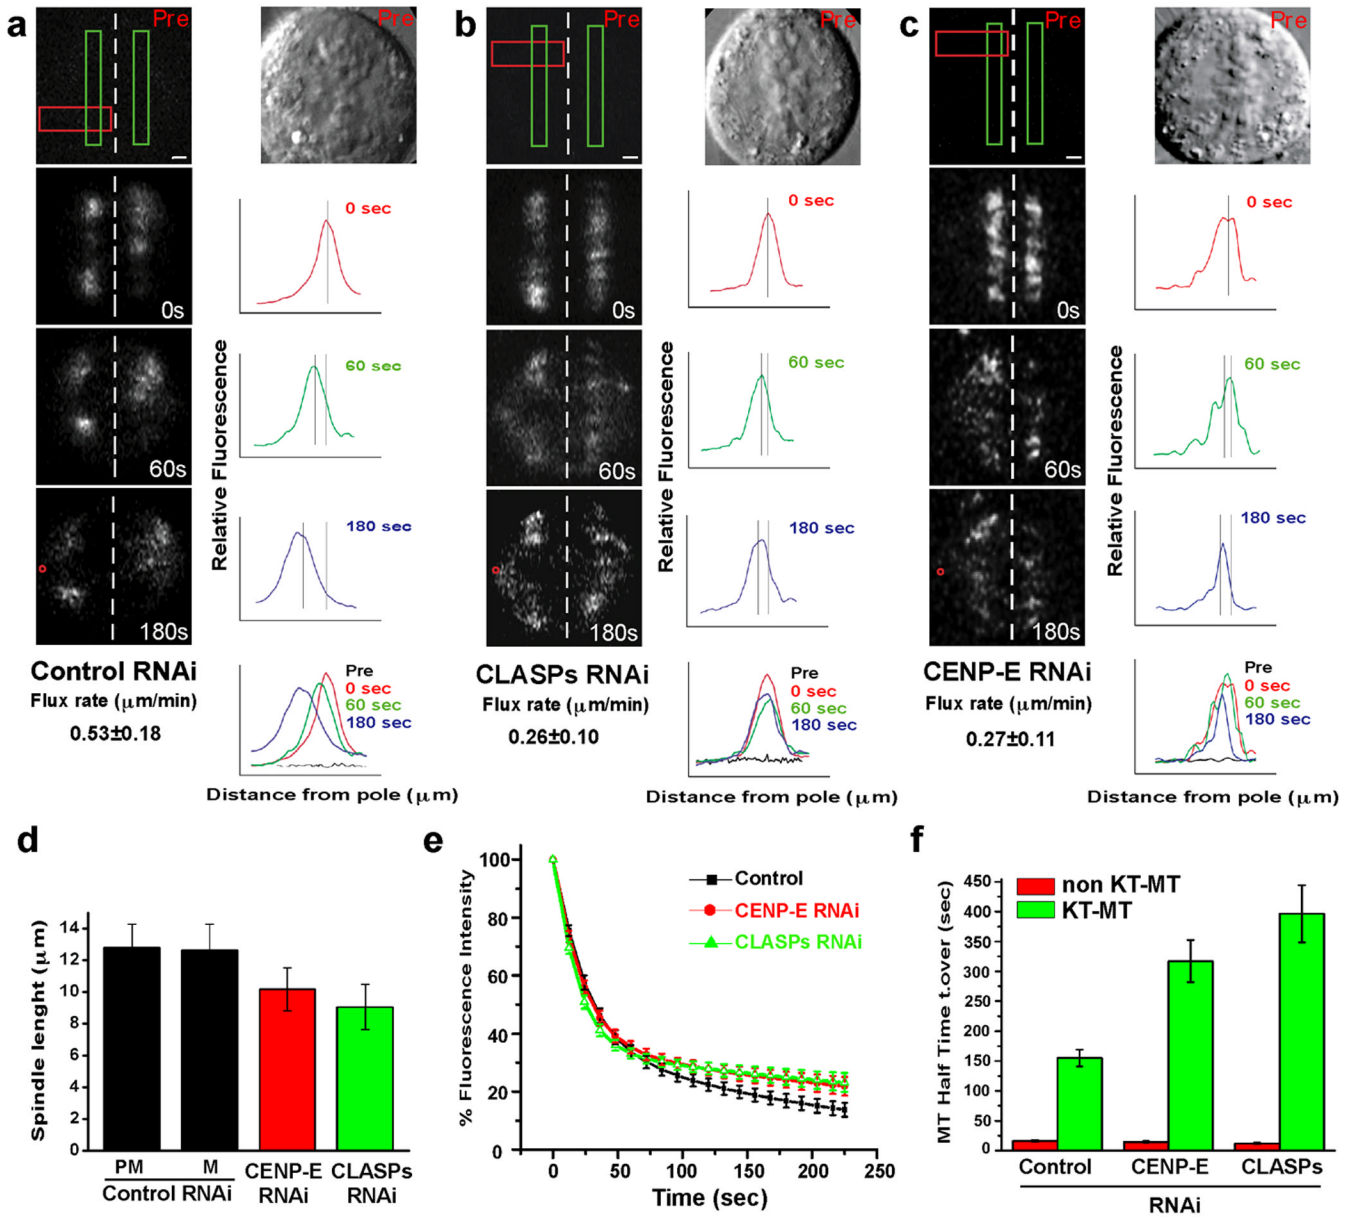 a
Pre
Pre
0s
0 sec
60s
60 sec
180s
180 sec
Relative Fluorescence
Control RNAi
Flux rate (μm/min)
0.53±0.18
Pre
0 sec
60 sec
180 sec
Distance from pole (μm)
b
Pre
Pre
0s
0 sec
60s
60 sec
180s
180 sec
Relative Fluorescence
CLASPs RNAi
Flux rate (μm/min)
0.26±0.10
Pre
0 sec
60 sec
180 sec
Distance from pole (μm)
c
Pre
Pre
0s
0 sec
60s
60 sec
180s
180 sec
Relative Fluorescence
CENP-E RNAi
Flux rate (μm/min)
0.27±0.11
Pre
0 sec
60 sec
180 sec
Distance from pole (μm)
d
Spindle lenght (μm)
14
12
10
8
6
4
2
0
PM
M
Control RNAi
CENP-E
RNAi
CLASPs
RNAi
e
% Fluorescence Intensity
100
80
60
40
20
0
0
50
100
150
200
250
Time (sec)
Control
CENP-E RNAi
CLASPs RNAi
f
MT Half Time t.over (sec)
450
400
350
300
250
200
150
100
50
0
non KT-MT
KT-MT
Control
CENP-E
CLASPs
RNAi